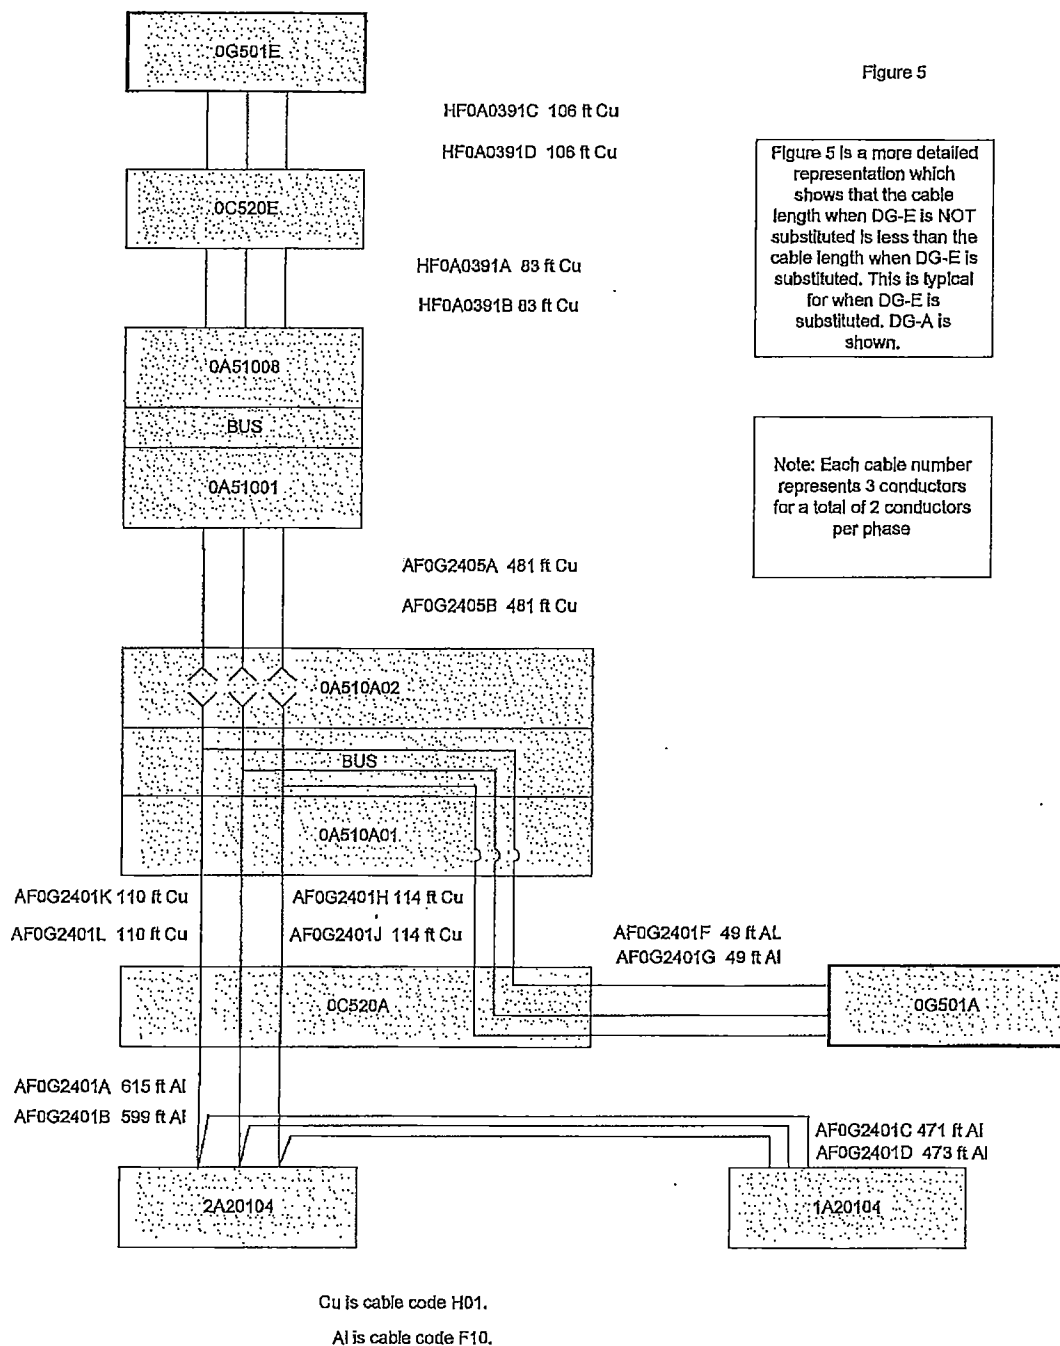 0G501E
Figure 5
HF0A0391C 106 ft Cu
HF0A0391D 106 ft Cu
Figure 5 is a more detailed
representation which
shows that the cable
length when DG-E is NOT
substituted is less than the
cable length when DG-E is
substituted. This is typical
for when DG-E is
substituted. DG-A is
shown.
0C520E
HF0A0391A 83 ft Cu
HF0A0391B 83 ft Cu
0A51008
BUS
0A51001
Note: Each cable number
represents 3 conductors
for a total of 2 conductors
per phase
AF0G2405A 481 ft Cu
AF0G2405B 481 ft Cu
0A510A02
BUS
0A510A01
AF0G2401K 110 ft Cu
AF0G2401L 110 ft Cu
AF0G2401H 114 ft Cu
AF0G2401J 114 ft Cu
AF0G2401F 49 ft AL
AF0G2401G 49 ft Al
0C520A
0G501A
AF0G2401A 615 ft Al
AF0G2401B 599 ft Al
AF0G2401C 471 ft Al
AF0G2401D 473 ft Al
2A20104
1A20104
Cu is cable code H01.
Al is cable code F10.